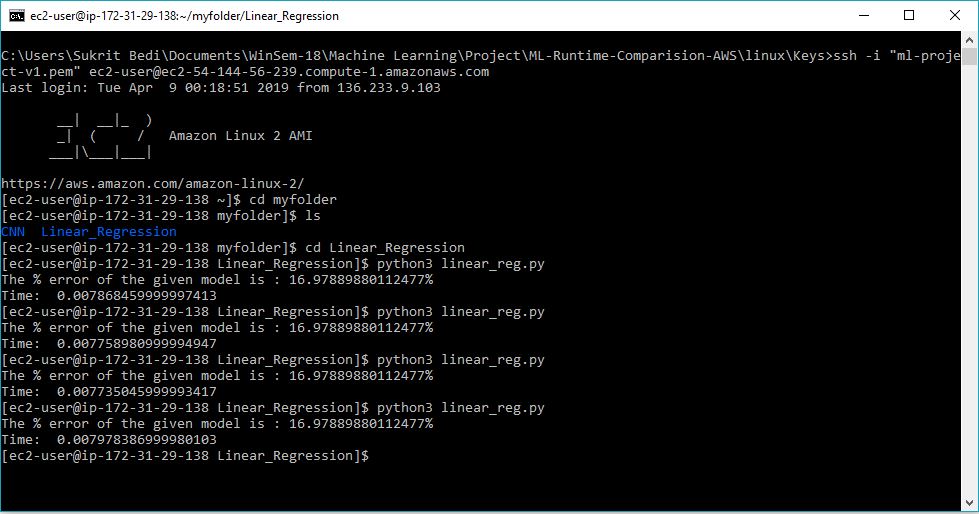 ec2-user@ip-172-31-29-138:~/myfolder/Linear_Regression
C:\Users\Sukrit Bedi\Documents\WinSem-18\Machine Learning\Project\ML-Runtime-Comparision-AWS\linux\Keys>ssh -i "ml-proje
ct-v1.pem" ec2-user@ec2-54-144-56-239.compute-1.amazonaws.com
Last login: Tue Apr  9 00:18:51 2019 from 136.233.9.103
       __|  __|_  )
       _|  (     /   Amazon Linux 2 AMI
      ___|\___|___|
https://aws.amazon.com/amazon-linux-2/
[ec2-user@ip-172-31-29-138 ~]$ cd myfolder
[ec2-user@ip-172-31-29-138 myfolder]$ ls
CNN  Linear_Regression
[ec2-user@ip-172-31-29-138 myfolder]$ cd Linear_Regression
[ec2-user@ip-172-31-29-138 Linear_Regression]$ python3 linear_reg.py
The % error of the given model is : 16.97889880112477%
Time:  0.007868459999997413
[ec2-user@ip-172-31-29-138 Linear_Regression]$ python3 linear_reg.py
The % error of the given model is : 16.97889880112477%
Time:  0.007758980999994947
[ec2-user@ip-172-31-29-138 Linear_Regression]$ python3 linear_reg.py
The % error of the given model is : 16.97889880112477%
Time:  0.007735045999993417
[ec2-user@ip-172-31-29-138 Linear_Regression]$ python3 linear_reg.py
The % error of the given model is : 16.97889880112477%
Time:  0.007978386999980103
[ec2-user@ip-172-31-29-138 Linear_Regression]$